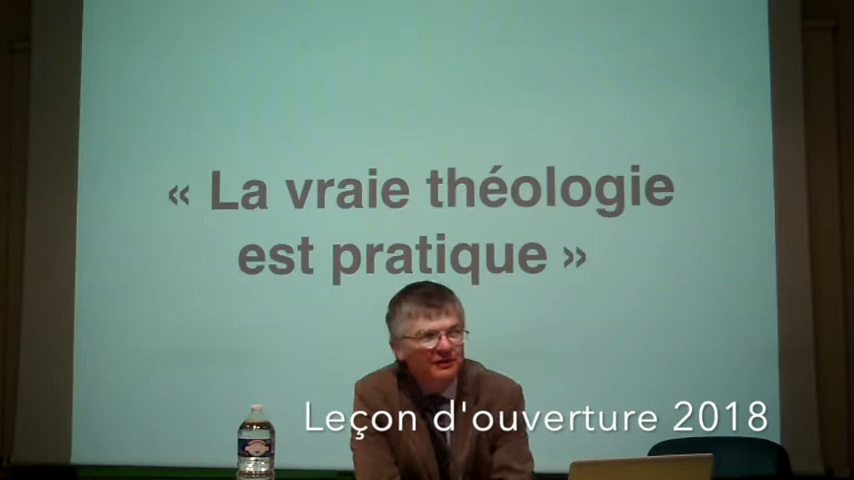 « La vraie théologie
est pratique »
Leçon d'ouverture 2018